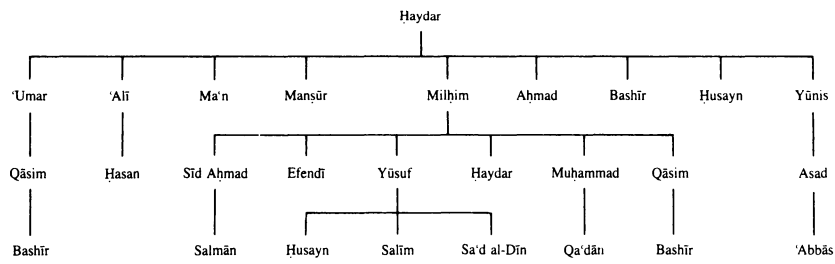 Ḥaydar
ʿUmar ʿAlī Maʿn Manṣūr Milḥim Aḥmad Bashīr Ḥusayn Yūnis
Qāsim Ḥasan Sīd Aḥmad Efendī Yūsuf Ḥaydar Muḥammad Qāsim Asad
Bashīr Salmān Ḥusayn Salīm Saʿd al-Dīn Qaʿdān Bashīr ʿAbbās